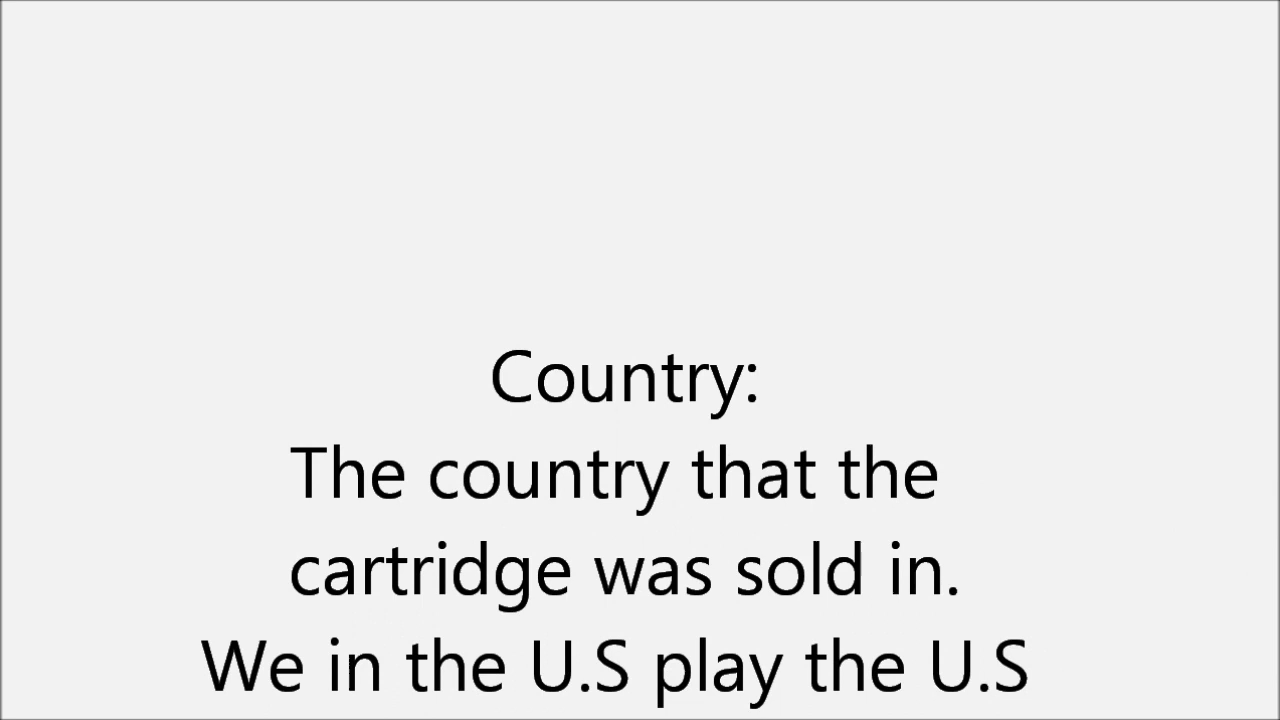 Country:
The country that the
cartridge was sold in.
We in the U.S play the U.S